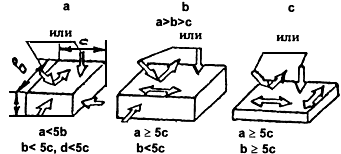 а b c
a>b>c
или или или
b c
a<5b a ≥ 5c a ≥ 5c
b< 5c, d<5c b<5c b ≥ 5c